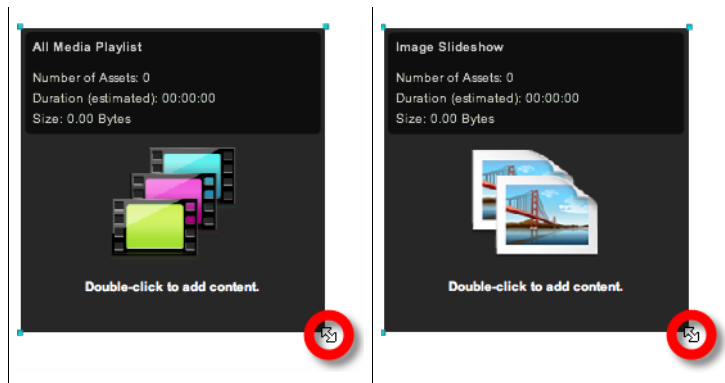 All Media Playlist
Number of Assets: 0
Duration (estimated): 00:00:00
Size: 0.00 Bytes
Double-click to add content.
Image Slideshow
Number of Assets: 0
Duration (estimated): 00:00:00
Size: 0.00 Bytes
Double-click to add content.